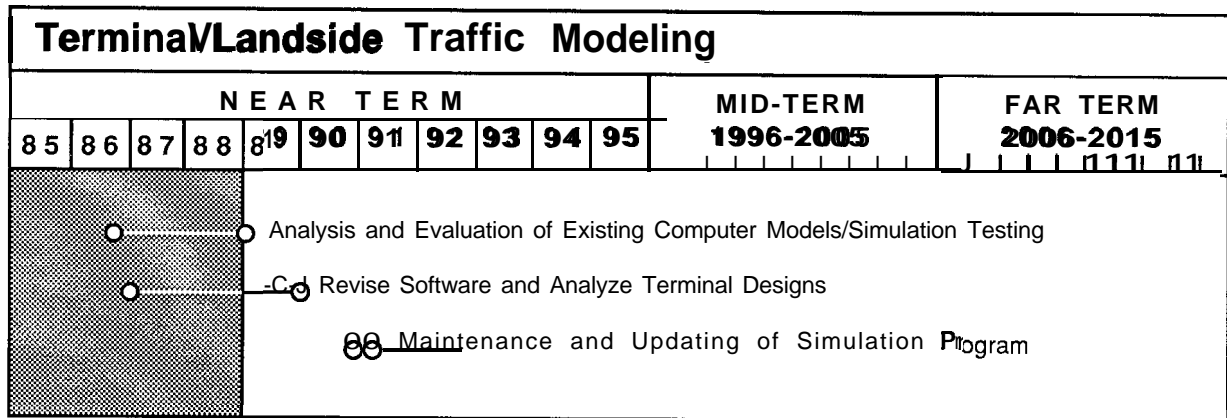 Terminal/Landside Traffic Modeling
NEAR TERM
MID-TERM
1996-2005
FAR TERM
2006-2015
85 86 87 88 89 90 91 92 93 94 95
Analysis and Evaluation of Existing Computer Models/Simulation Testing
Revise Software and Analyze Terminal Designs
Maintenance and Updating of Simulation Program